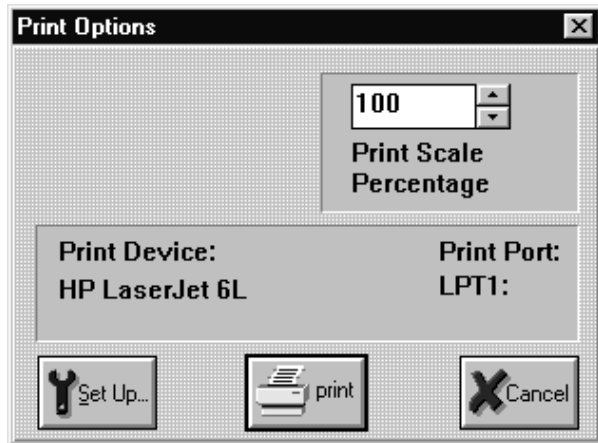 Print Options
100
Print Scale
Percentage
Print Device:
Print Port:
HP LaserJet 6L
LPT1:
Set Up...
print
Cancel